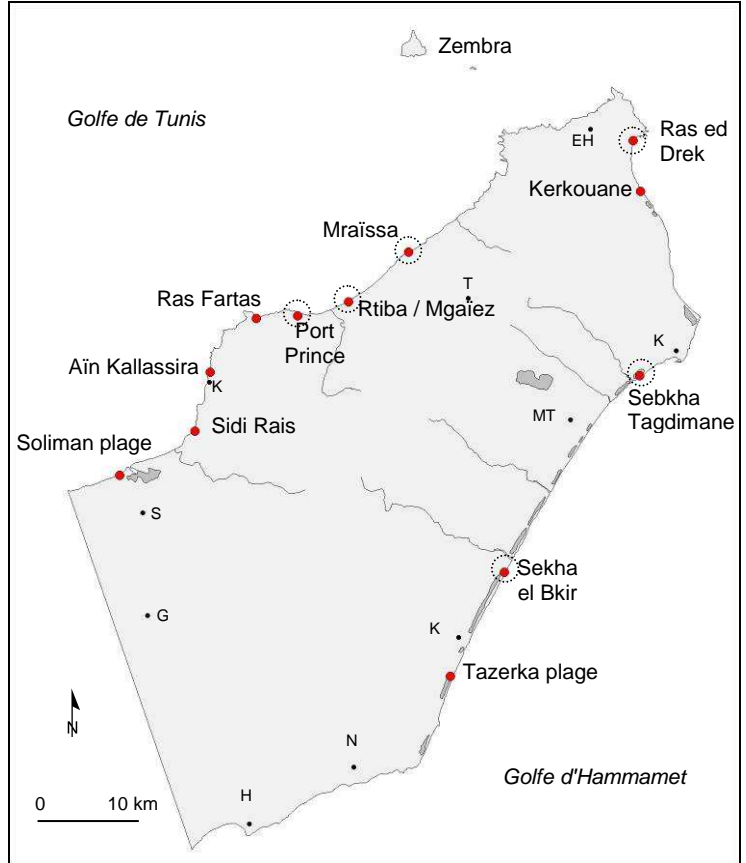 Zembra
Golfe de Tunis
EH
Ras ed
Drek
Kerkouane
Mraïssa
T
Ras Fartas
Rtiba / Mgaïez
Port
Prince
K
Aïn Kallassira
K
Sebkha
Tagdimane
MT
Sidi Rais
Soliman plage
S
Sekha
el Bkir
G
K
Tazerka plage
N
N
Golfe d'Hammamet
H
0 10 km